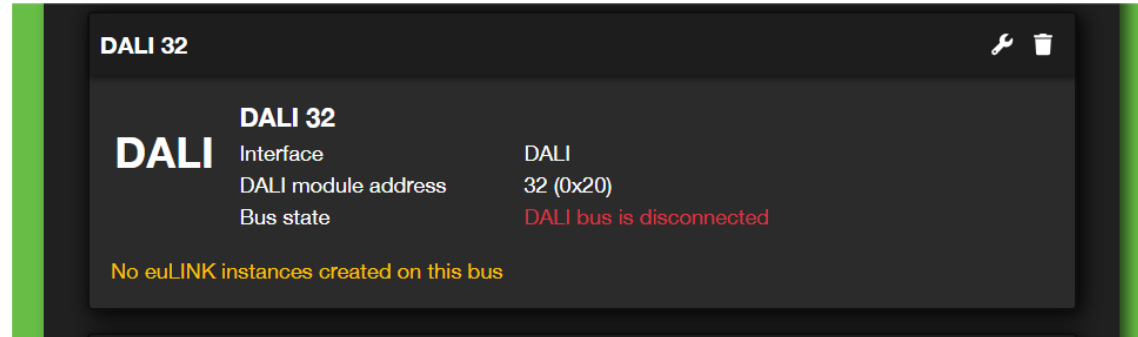 DALI 32
DALI
DALI 32
Interface DALI
DALI module address 32 (0x20)
Bus state DALI bus is disconnected
No euLINK instances created on this bus